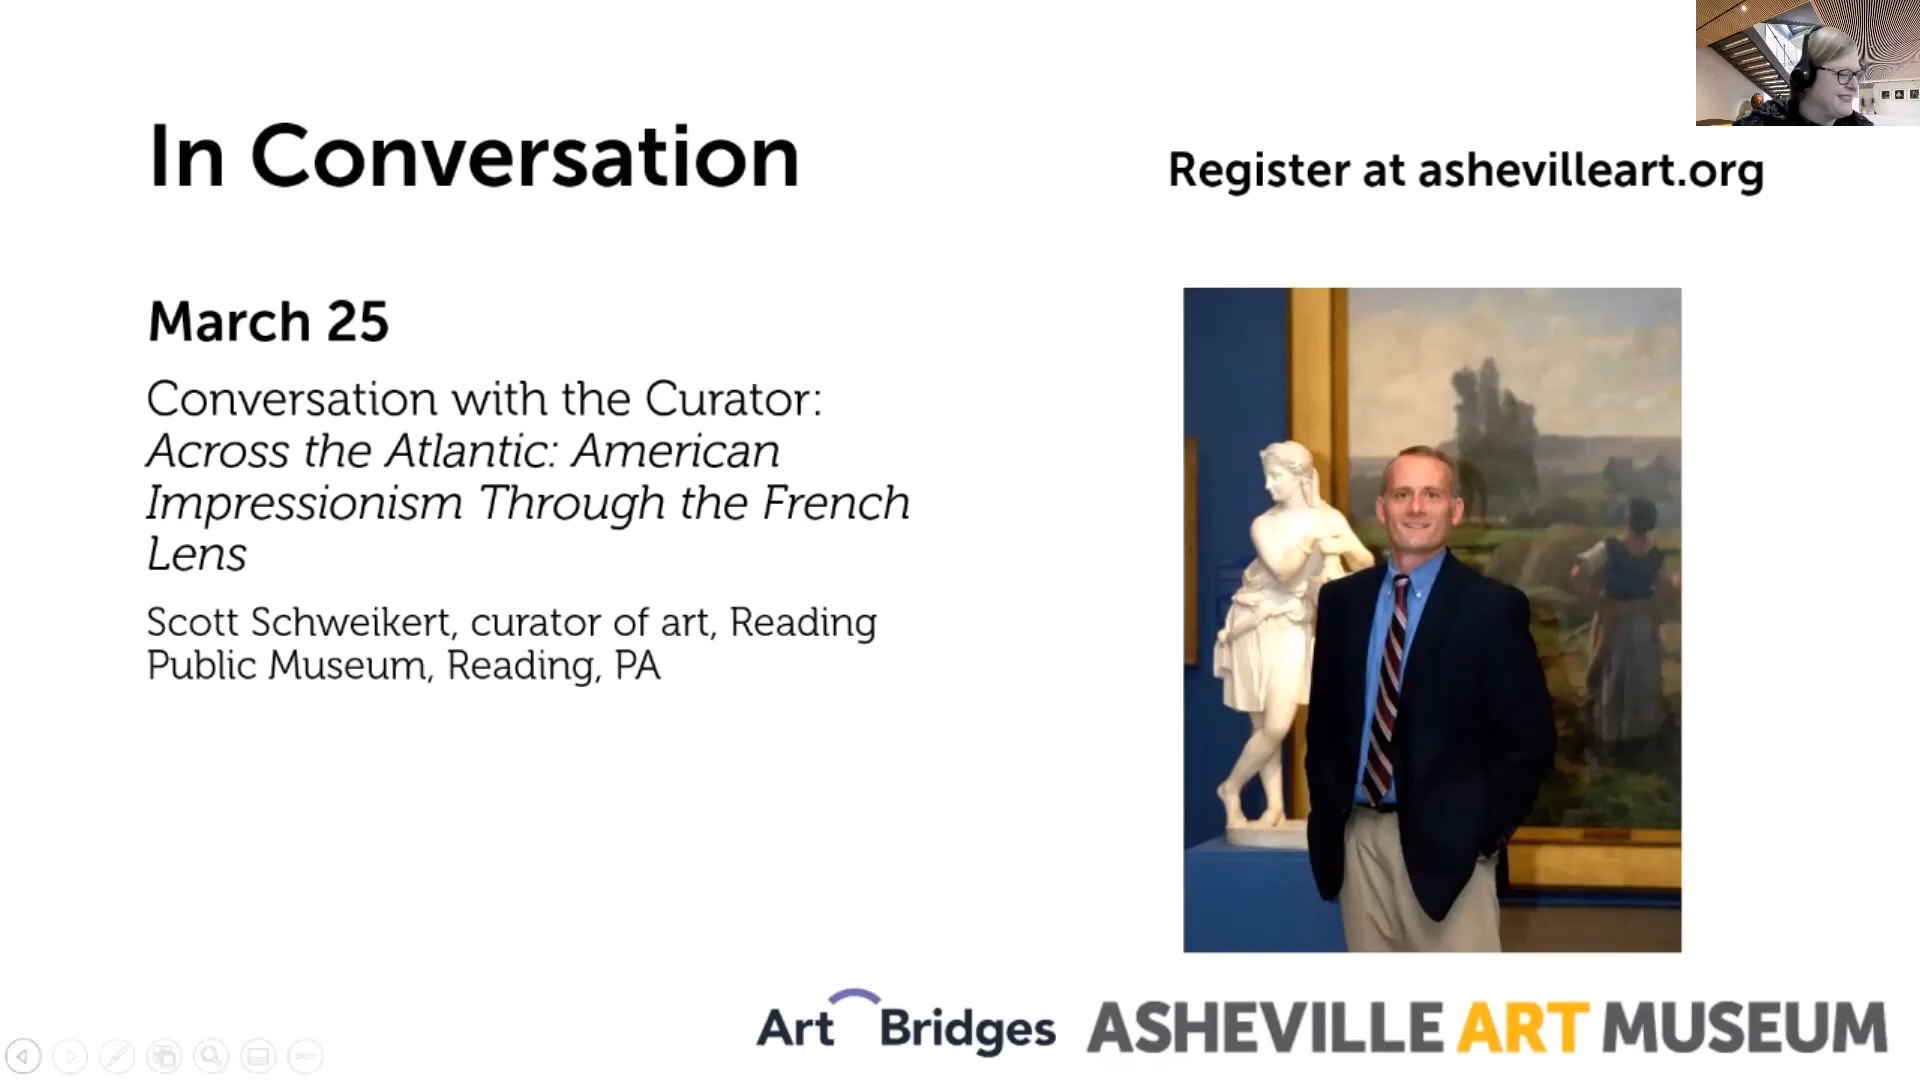 In Conversation
Register at ashevilleart.org
March 25
Conversation with the Curator:
Across the Atlantic: American
Impressionism Through the French
Lens
Scott Schweikert, curator of art, Reading
Public Museum, Reading, PA
Art Bridges
ASHEVILLE ART MUSEUM